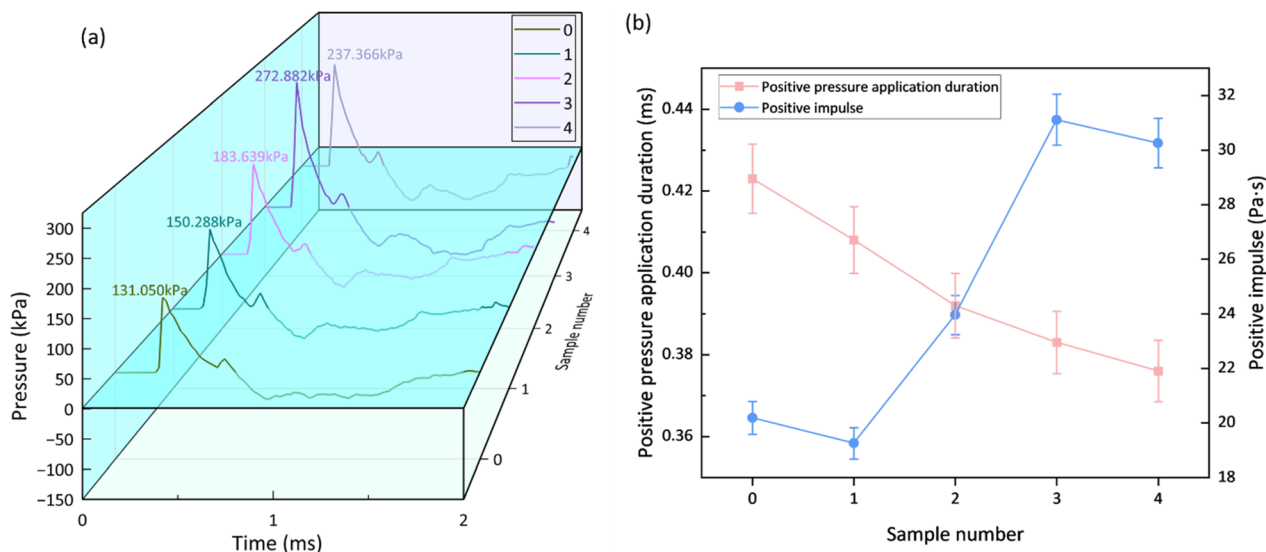 (a)
0
1
2
3
4
237.366kPa
272.882kPa
183.639kPa
150.288kPa
131.050kPa
Pressure (kPa)
300
250
200
150
100
50
0
−50
−100
−150
0
1
2
Time (ms)
Sample number
4
3
2
1
0
(b)
Positive pressure application duration
Positive impulse
Positive pressure application duration (ms)
0.44
0.42
0.40
0.38
0.36
0
1
2
3
4
Sample number
32
30
28
26
24
22
20
18
Positive impulse (Pa·s)